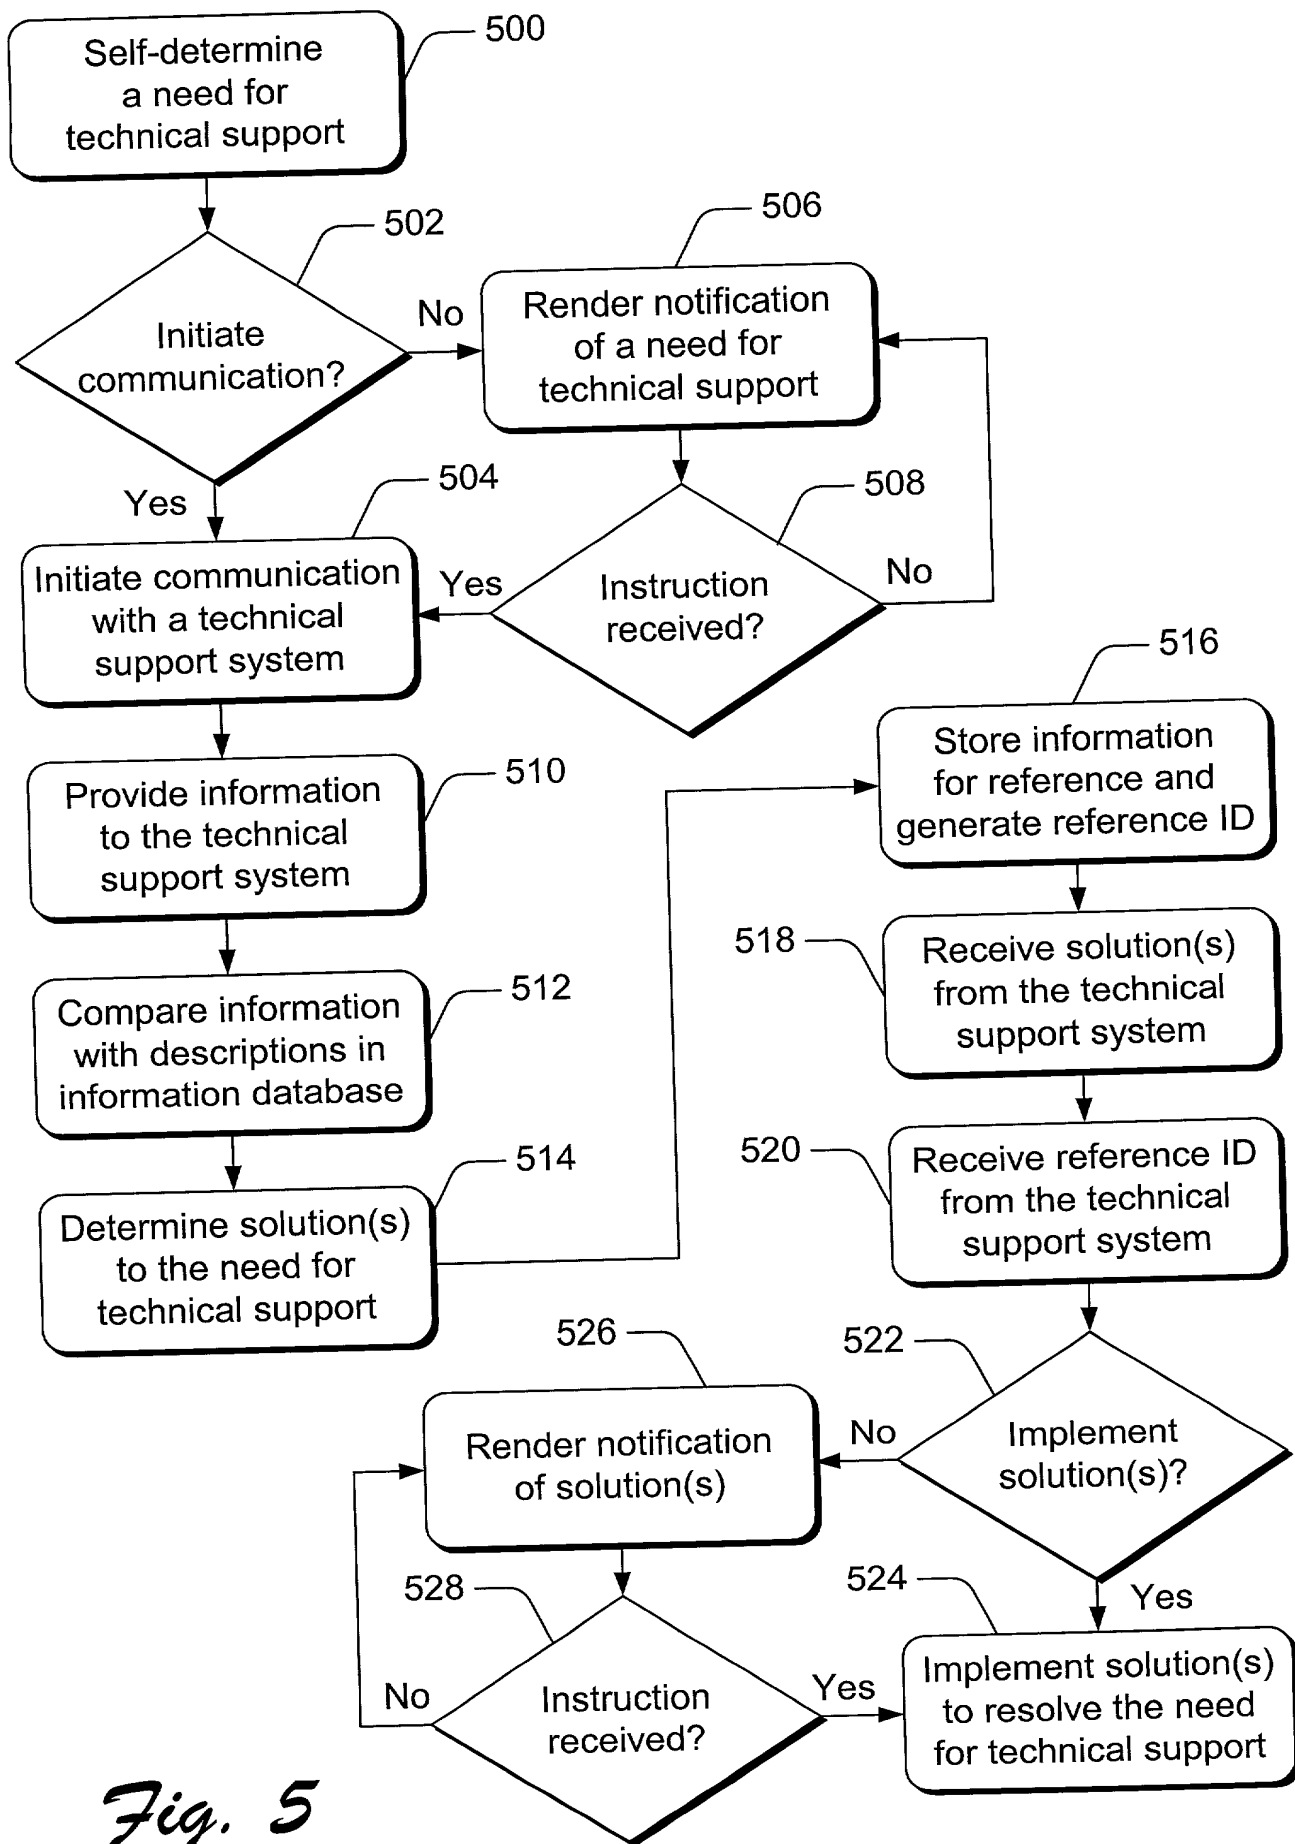 Self-determine
a need for
technical support
500
502
Initiate
communication?
No
Yes
506
Render notification
of a need for
technical support
504
Initiate communication
with a technical
support system
508
Instruction
received?
Yes
No
510
Provide information
to the technical
support system
512
Compare information
with descriptions in
information database
514
Determine solution(s)
to the need for
technical support
516
Store information
for reference and
generate reference ID
518
Receive solution(s)
from the technical
support system
520
Receive reference ID
from the technical
support system
522
Implement
solution(s)?
No
Yes
526
Render notification
of solution(s)
528
Instruction
received?
No
Yes
524
Implement solution(s)
to resolve the need
for technical support
Fig. 5